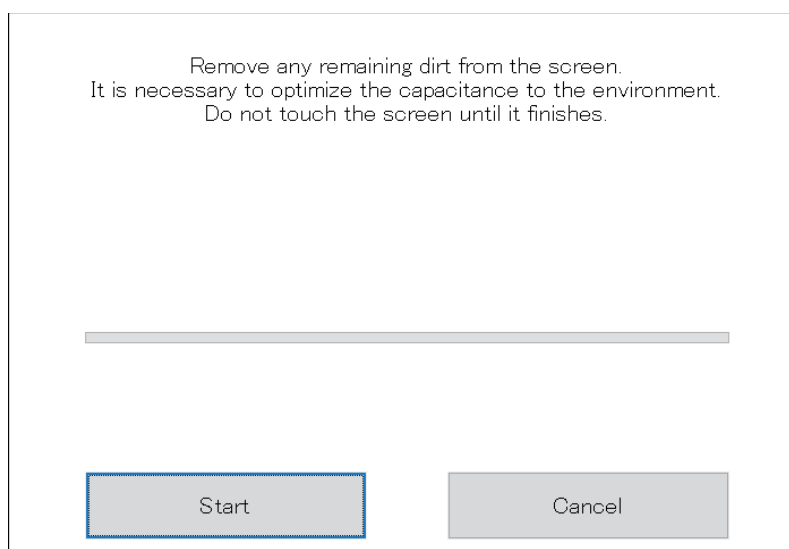 Remove any remaining dirt from the screen.
It is necessary to optimize the capacitance to the environment.
Do not touch the screen until it finishes.
Start
Cancel